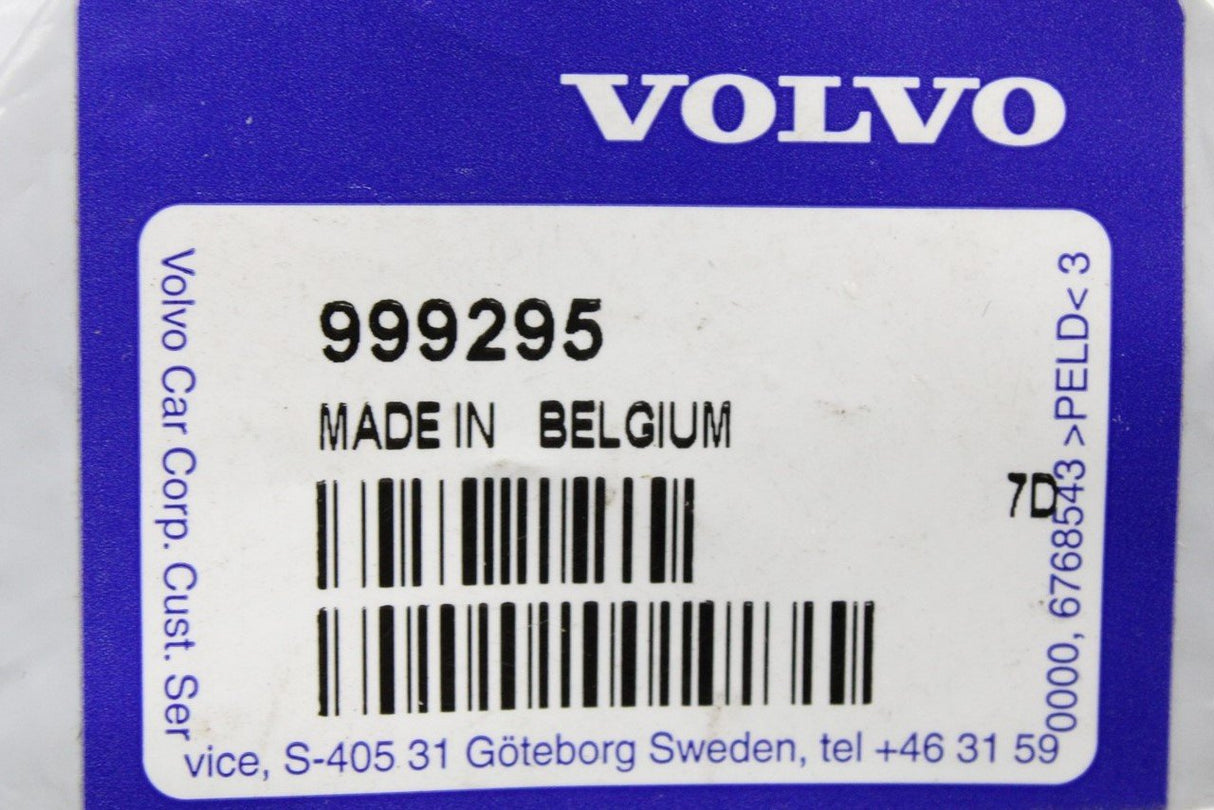 VOLVO
999295
MADE IN BELGIUM
7D
Volvo Car Corp. Cust. Ser
vice, S-405 31 Göteborg Sweden, tel +46 31 59
0000, 6768543 >PELD< 3